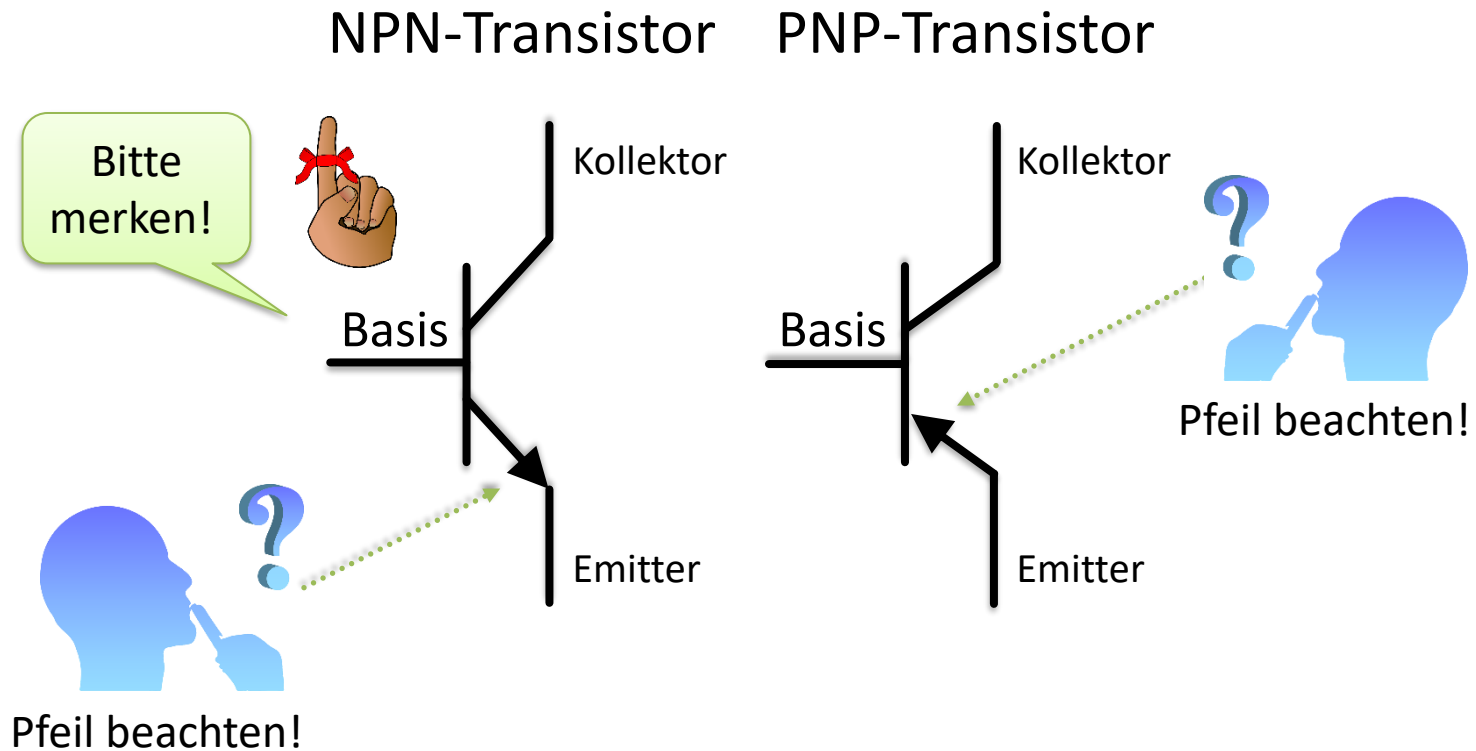 NPN-Transistor
PNP-Transistor
Bitte
merken!
Kollektor
Kollektor
Basis
Basis
Pfeil beachten!
Emitter
Emitter
Pfeil beachten!